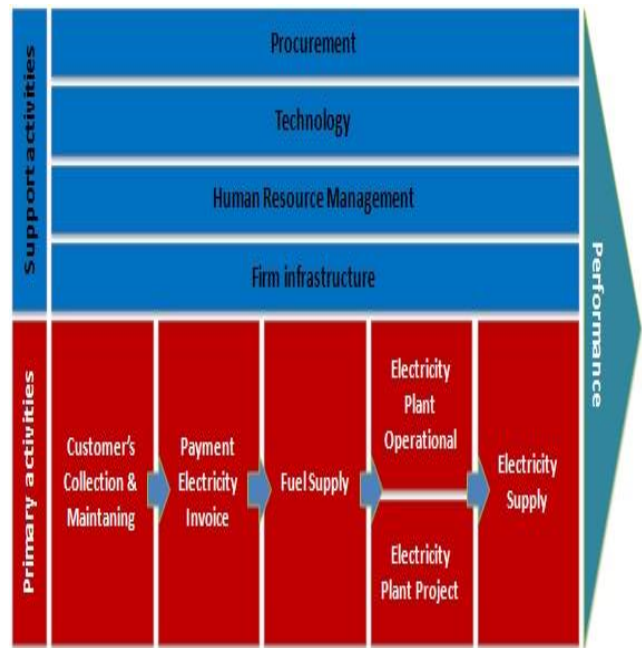 Support activities
Procurement
Technology
Human Resource Management
Firm infrastructure
Performance
Primary activities
Customer's
Collection &
Maintaning
Payment
Electricity
Invoice
Fuel Supply
Electricity
Plant
Operational
Electricity
Plant Project
Electricity
Supply